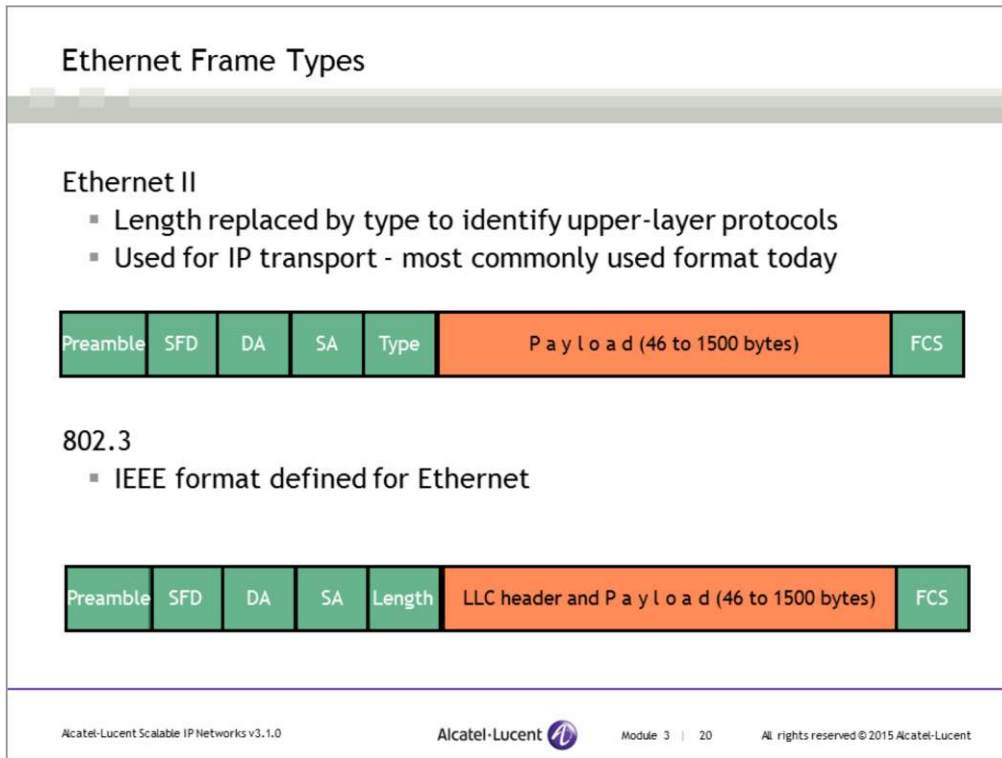 Ethernet Frame Types
Ethernet II
▪ Length replaced by type to identify upper-layer protocols
▪ Used for IP transport - most commonly used format today
Preamble SFD DA SA Type P a y l o a d (46 to 1500 bytes) FCS
802.3
▪ IEEE format defined for Ethernet
Preamble SFD DA SA Length LLC header and P a y l o a d (46 to 1500 bytes) FCS
Alcatel-Lucent Scalable IP Networks v3.1.0 Alcatel·Lucent Module 3 | 20 All rights reserved © 2015 Alcatel-Lucent